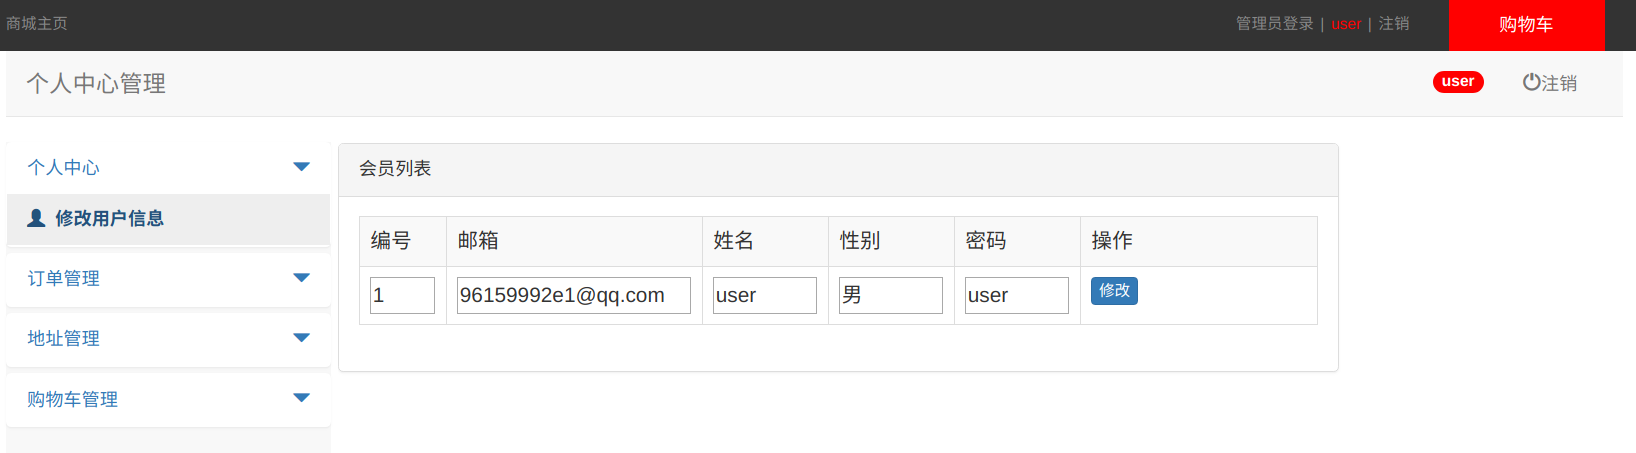 商城主页 管理员登录 | user | 注销 购物车
个人中心管理 user 注销
个人中心
修改用户信息
订单管理
地址管理
购物车管理
会员列表
编号 邮箱 姓名 性别 密码 操作
1 96159992e1@qq.com user 男 user 修改